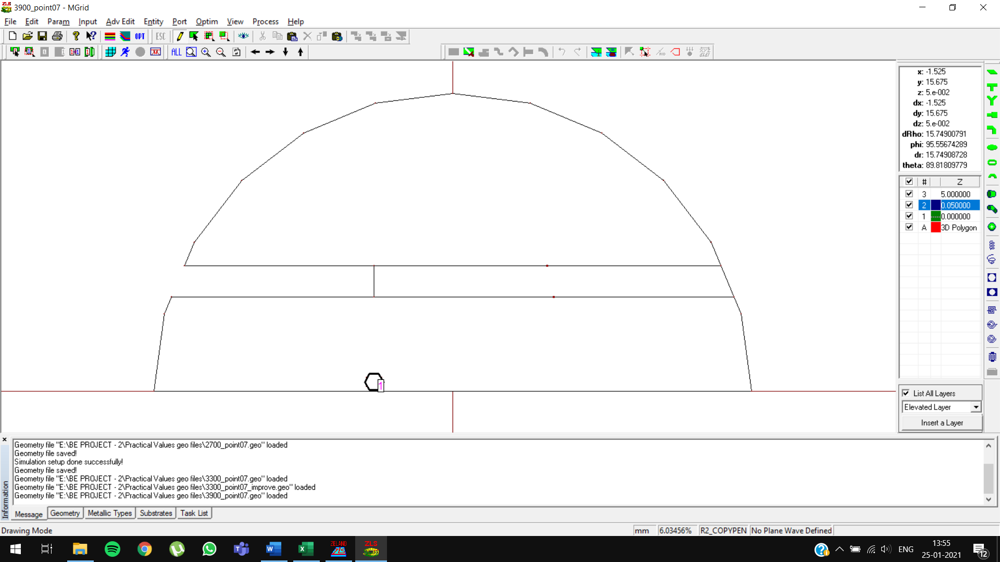 3900_point07 - MGrid
File Edit Param Input Adv Edit Entity Port Optim View Process Help
OPT ESC
ALL
x: -1.525
y: 15.675
z: 5.e-002
dx: -1.525
dy: 15.675
dz: 5.e-002
dRho: 15.74900791
phi: 95.55674289
dr: 15.74908728
theta: 89.81809779
# Z
3 5.000000
2 0.050000
1 0.000000
A 3D Polygon
1
List All Layers
Elevated Layer
Insert a Layer
Geometry file "E:\BE PROJECT - 2\Practical Values geo files\2700_point07.geo" loaded
Geometry file saved!
Simulation setup done successfully!
Geometry file saved!
Geometry file "E:\BE PROJECT - 2\Practical Values geo files\3300_point07.geo" loaded
Geometry file "E:\BE PROJECT - 2\Practical Values geo files\3300_point07_improve.geo" loaded
Geometry file "E:\BE PROJECT - 2\Practical Values geo files\3900_point07.geo" loaded
Information
Message Geometry Metallic Types Substrates Task List
Drawing Mode mm 6.03456% R2_COPYPEN No Plane Wave Defined
ZELAND ZLS
ENG 13:55
25-01-2021
12